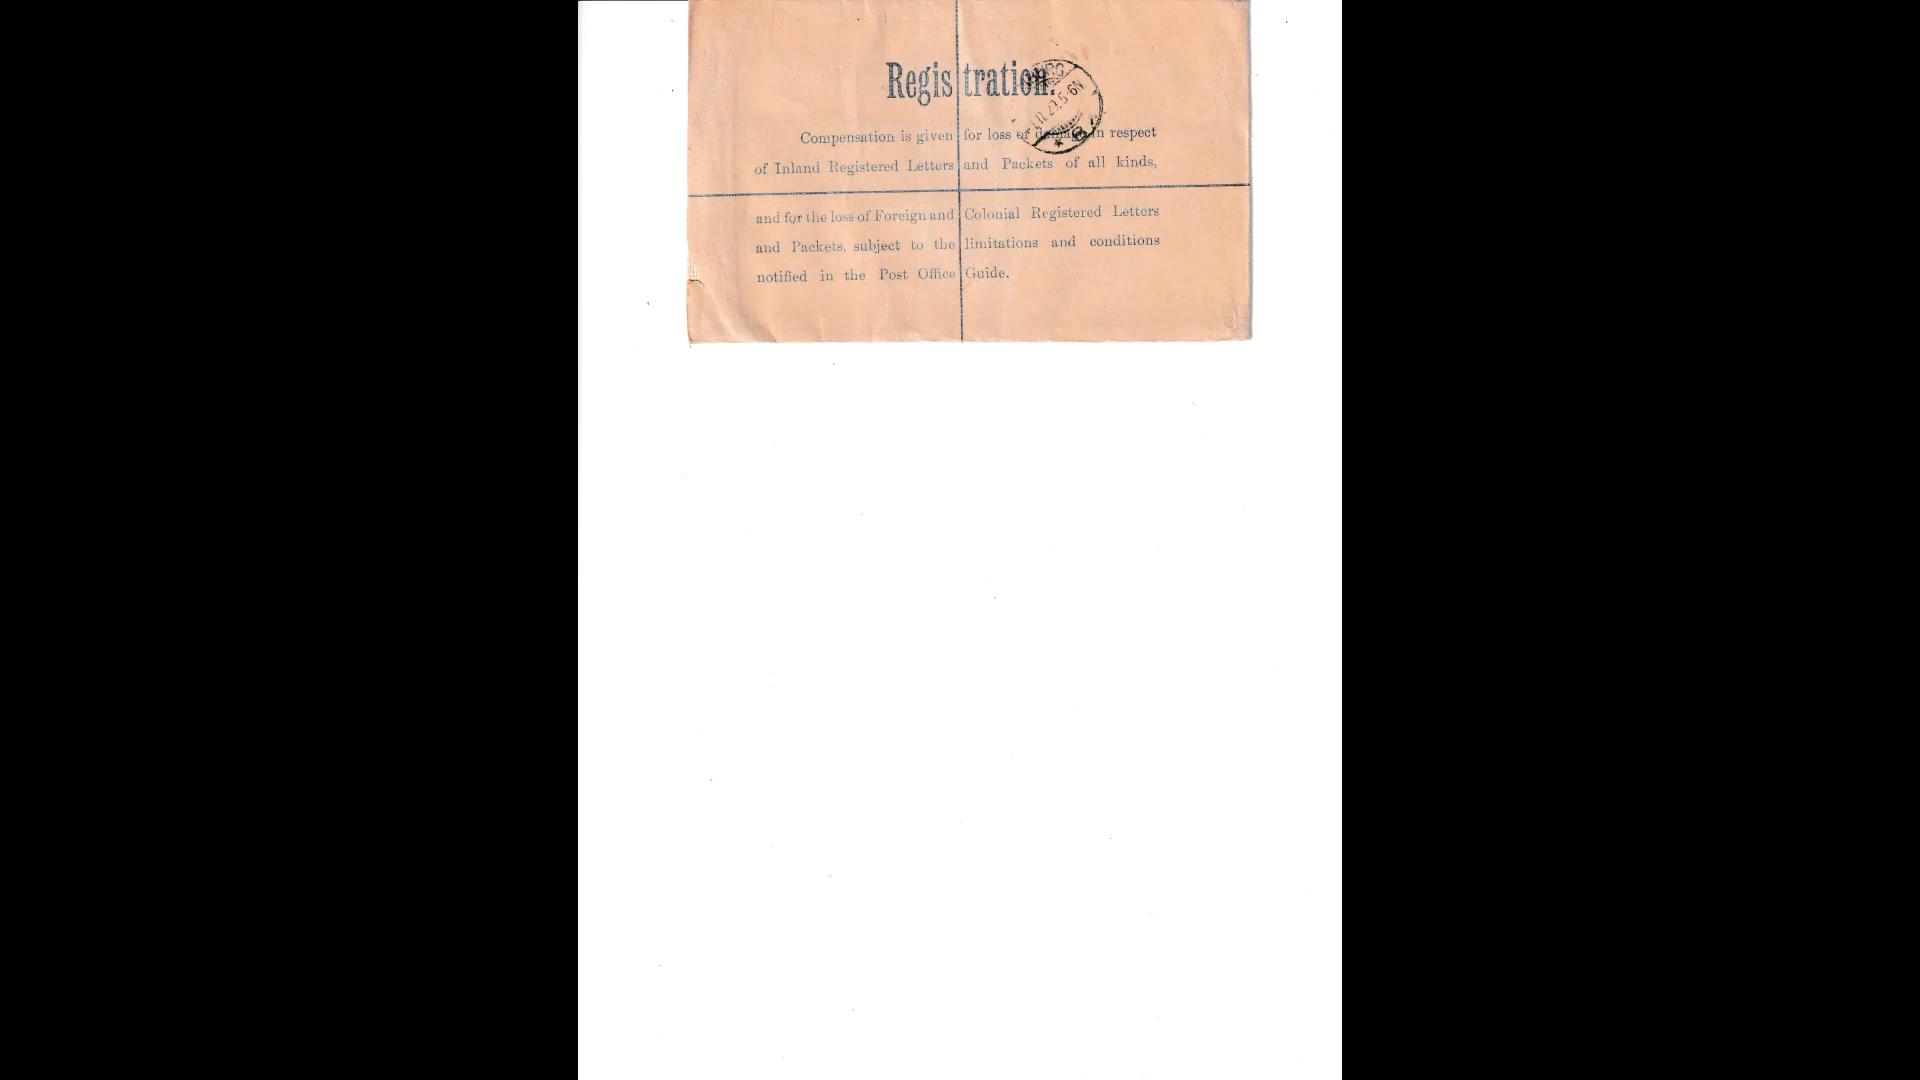 Registration.
Compensation is given for loss or damage in respect
of Inland Registered Letters and Packets of all kinds,
and for the loss of Foreign and Colonial Registered Letters
and Packets, subject to the limitations and conditions
notified in the Post Office Guide.